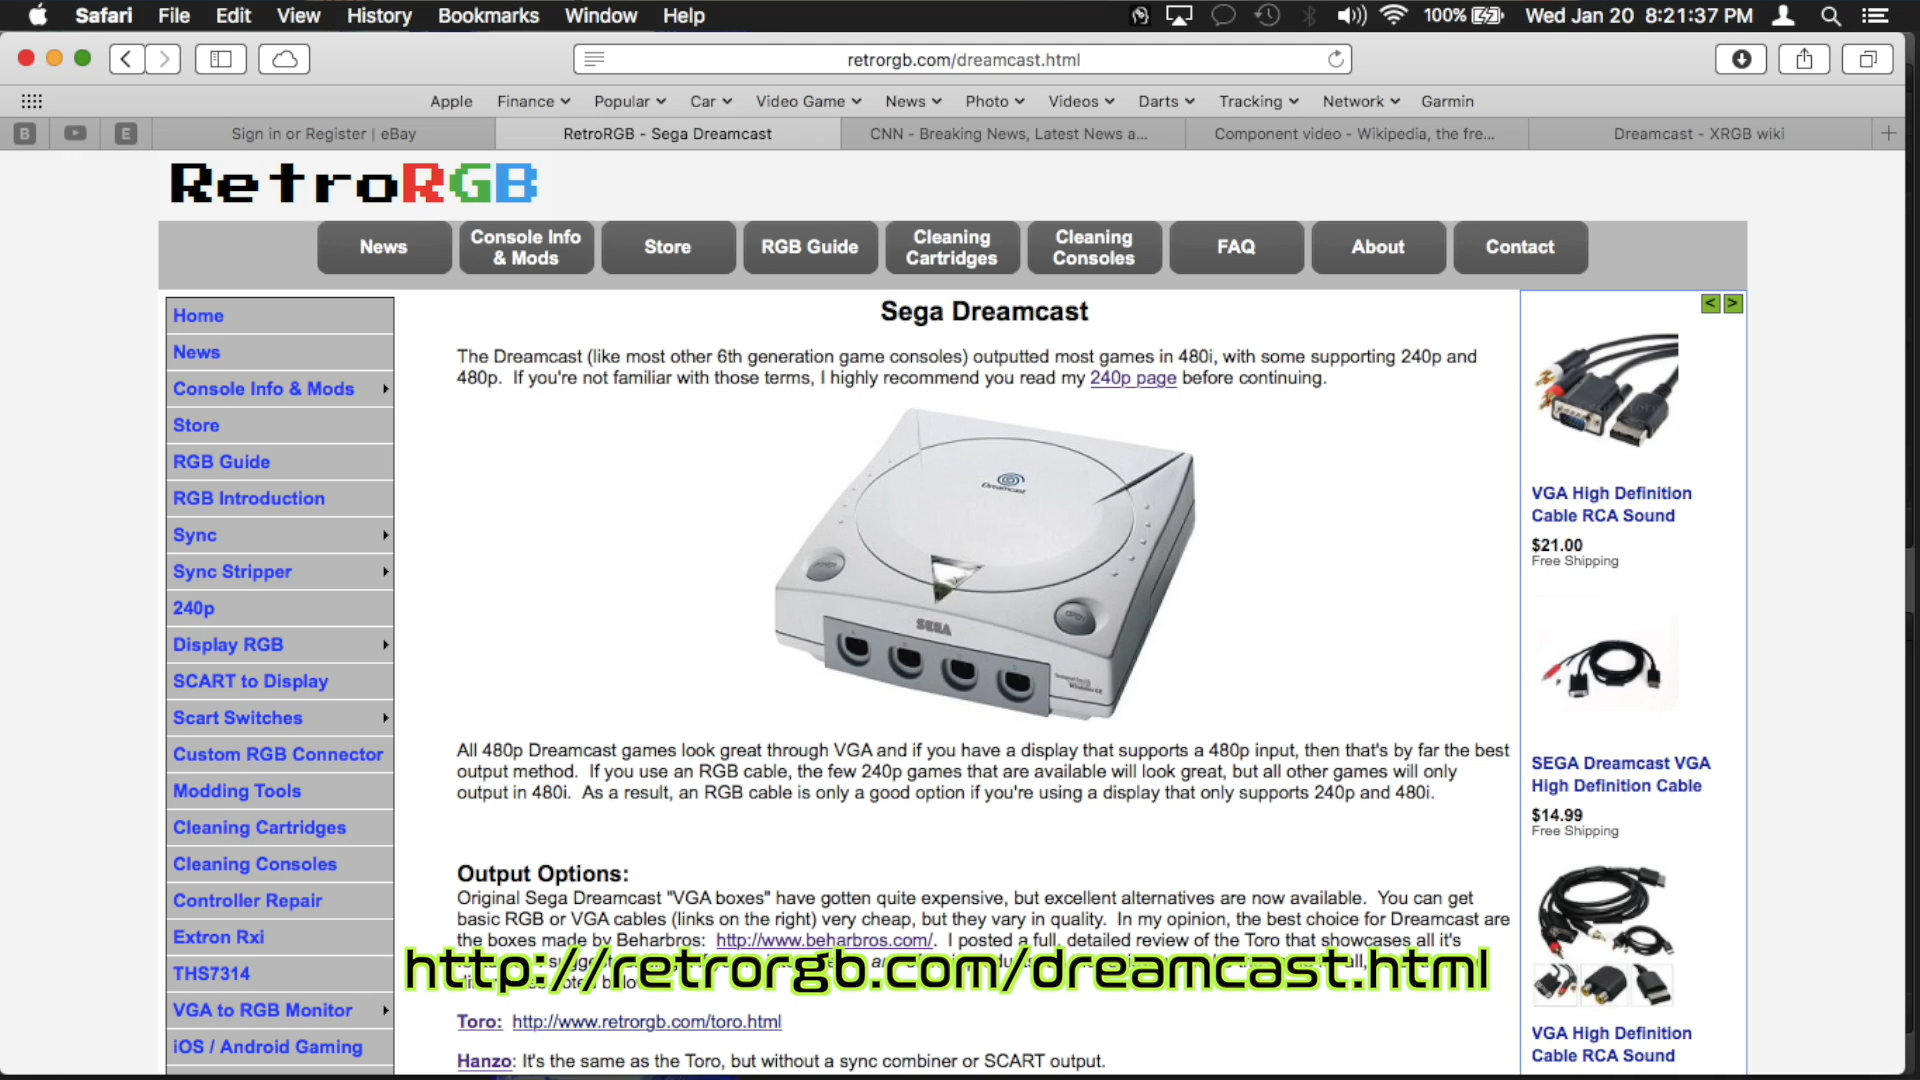 Safari File Edit View History Bookmarks Window Help 100% Wed Jan 20 8:21:37 PM
retrorgb.com/dreamcast.html
Apple Finance Popular Car Video Game News Photo Videos Darts Tracking Network Garmin
B E Sign in or Register | eBay RetroRGB - Sega Dreamcast CNN - Breaking News, Latest News a... Component video - Wikipedia, the fre... Dreamcast - XRGB wiki +
RetroRGB
News
Console Info
& Mods
Store
RGB Guide
Cleaning
Cartridges
Cleaning
Consoles
FAQ
About
Contact
Home
News
Console Info & Mods
Store
RGB Guide
RGB Introduction
Sync
Sync Stripper
240p
Display RGB
SCART to Display
Scart Switches
Custom RGB Connector
Modding Tools
Cleaning Cartridges
Cleaning Consoles
Controller Repair
Extron Rxi
THS7314
VGA to RGB Monitor
iOS / Android Gaming
Sega Dreamcast
The Dreamcast (like most other 6th generation game consoles) outputted most games in 480i, with some supporting 240p and
480p. If you're not familiar with those terms, I highly recommend you read my 240p page before continuing.
Dreamcast
OPEN
SEGA
All 480p Dreamcast games look great through VGA and if you have a display that supports a 480p input, then that's by far the best
output method. If you use an RGB cable, the few 240p games that are available will look great, but all other games will only
output in 480i. As a result, an RGB cable is only a good option if you're using a display that only supports 240p and 480i.
Output Options:
Original Sega Dreamcast "VGA boxes" have gotten quite expensive, but excellent alternatives are now available. You can get
basic RGB or VGA cables (links on the right) very cheap, but they vary in quality. In my opinion, the best choice for Dreamcast are
the boxes made by Beharbros: http://www.beharbros.com/. I posted a full, detailed review of the Toro that showcases all it's
http://retrorgb.com/dreamcast.html
Toro: http://www.retrorgb.com/toro.html
Hanzo: It's the same as the Toro, but without a sync combiner or SCART output.
< >
VGA High Definition
Cable RCA Sound
$21.00
Free Shipping
SEGA Dreamcast VGA
High Definition Cable
$14.99
Free Shipping
VGA High Definition
Cable RCA Sound